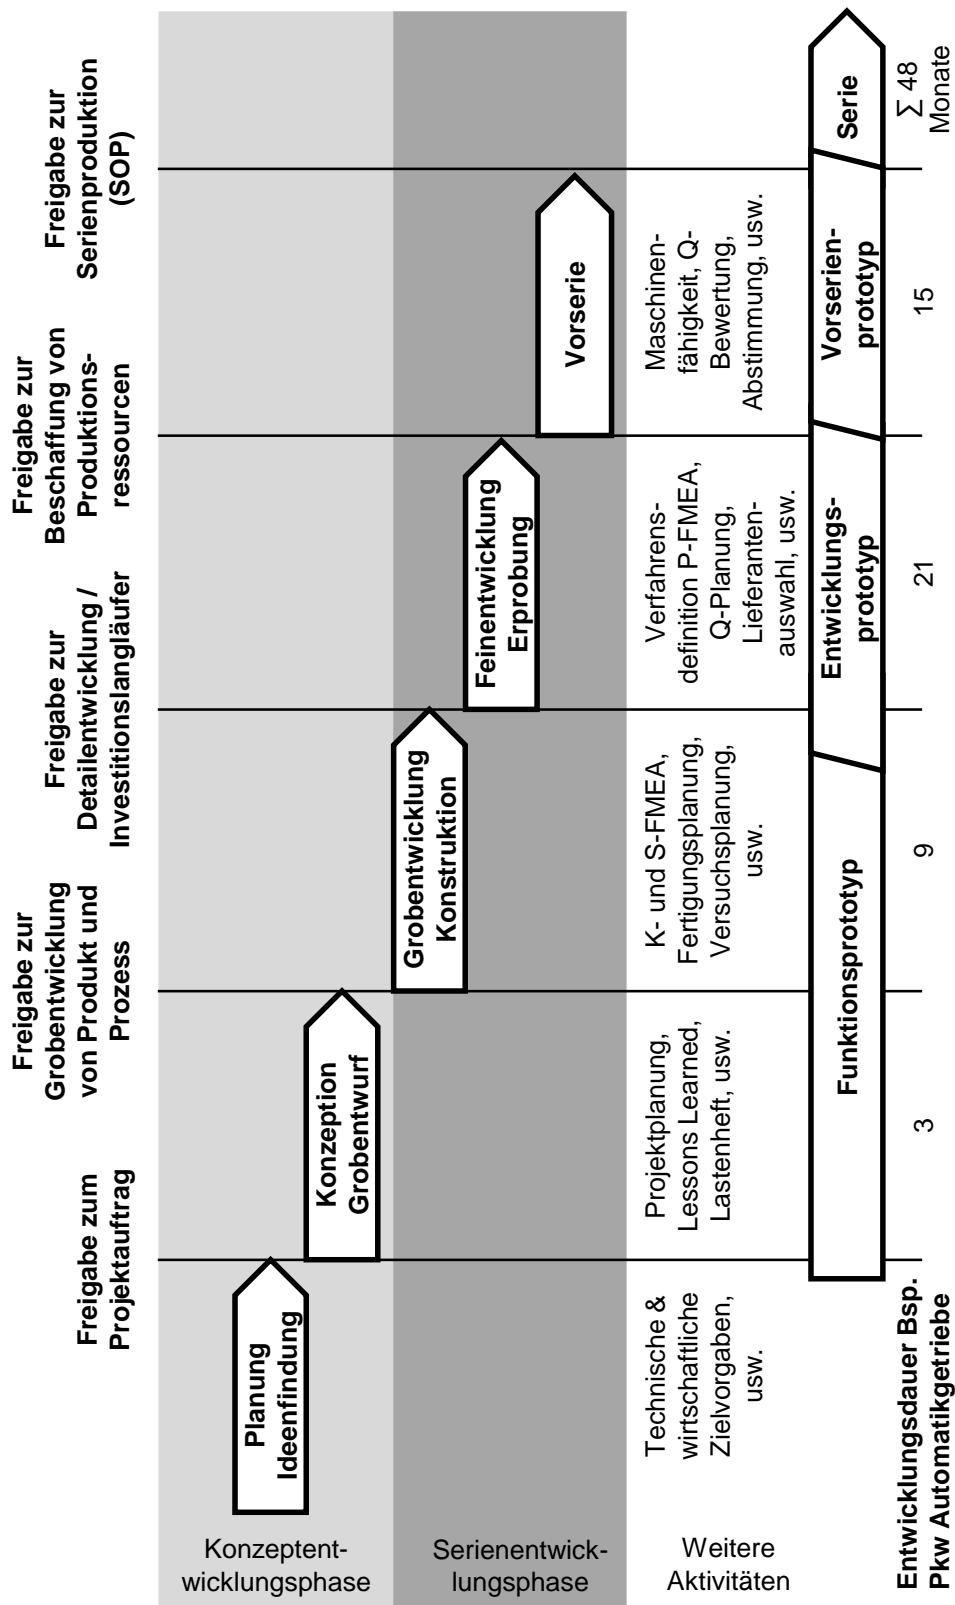 Freigabe zum
Projektauftrag
Freigabe zur
Grobentwicklung
von Produkt und
Prozess
Freigabe zur
Detailentwicklung /
Investitionslangläufer
Freigabe zur
Beschaffung von
Produktions-
ressourcen
Freigabe zur
Serienproduktion
(SOP)
Konzeptent-
wicklungsphase
Planung
Ideenfindung
Konzeption
Grobentwurf
Serienentwick-
lungsphase
Grobentwicklung
Konstruktion
Feinentwicklung
Erprobung
Vorserie
Weitere
Aktivitäten
Technische &
wirtschaftliche
Zielvorgaben,
usw.
Projektplanung,
Lessons Learned,
Lastenheft, usw.
K- und S-FMEA,
Fertigungsplanung,
Versuchsplanung,
usw.
Verfahrens-
definition P-FMEA,
Q-Planung,
Lieferanten-
auswahl, usw.
Maschinen-
fähigkeit, Q-
Bewertung,
Abstimmung, usw.
Funktionsprototyp
Entwicklungs-
prototyp
Vorserien-
prototyp
Serie
Entwicklungsdauer Bsp.
Pkw Automatikgetriebe
3
9
21
15
Σ 48
Monate